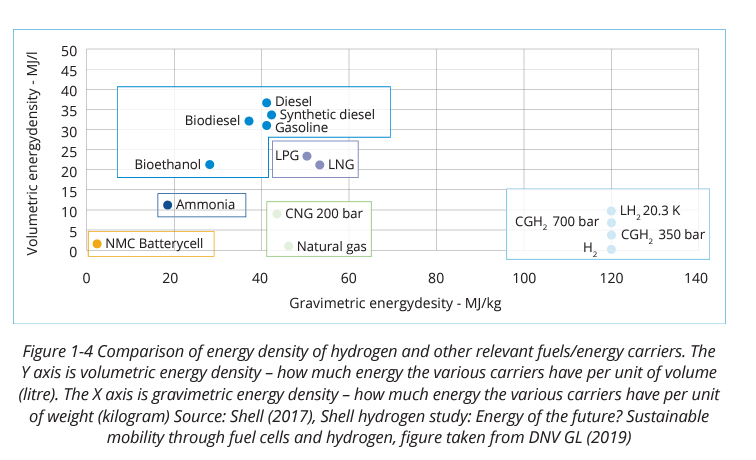 50
45
40
35
30
25
20
15
10
5
0
Volumetric energydensity - MJ/l
Diesel
Synthetic diesel
Biodiesel
Gasoline
LPG
Bioethanol
LNG
Ammonia
CNG 200 bar
LH2 20.3 K
CGH2 700 bar
CGH2 350 bar
NMC Batterycell
Natural gas
H2
0 20 40 60 80 100 120 140
Gravimetric energydesity - MJ/kg
Figure 1-4 Comparison of energy density of hydrogen and other relevant fuels/energy carriers. The
Y axis is volumetric energy density – how much energy the various carriers have per unit of volume
(litre). The X axis is gravimetric energy density – how much energy the various carriers have per unit
of weight (kilogram) Source: Shell (2017), Shell hydrogen study: Energy of the future? Sustainable
mobility through fuel cells and hydrogen, figure taken from DNV GL (2019)